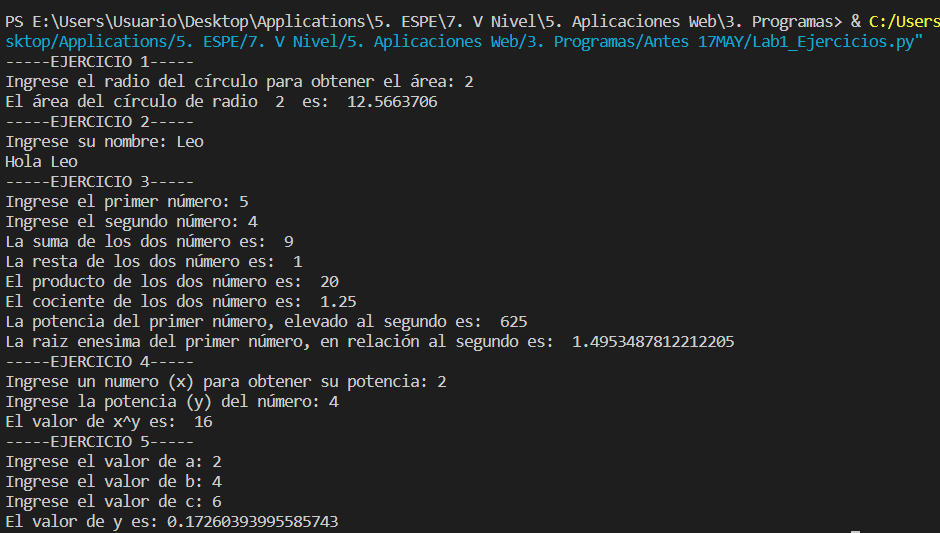 PS E:\Users\Usuario\Desktop\Applications\5. ESPE\7. V Nivel\5. Aplicaciones Web\3. Programas> & C:/Users
sktop/Applications/5. ESPE/7. V Nivel/5. Aplicaciones Web/3. Programas/Antes 17MAY/Lab1_Ejercicios.py"
-----EJERCICIO 1-----
Ingrese el radio del círculo para obtener el área: 2
El área del círculo de radio  2  es:  12.5663706
-----EJERCICIO 2-----
Ingrese su nombre: Leo
Hola Leo
-----EJERCICIO 3-----
Ingrese el primer número: 5
Ingrese el segundo número: 4
La suma de los dos número es:  9
La resta de los dos número es:  1
El producto de los dos número es:  20
El cociente de los dos número es:  1.25
La potencia del primer número, elevado al segundo es:  625
La raiz enesima del primer número, en relación al segundo es:  1.4953487812212205
-----EJERCICIO 4-----
Ingrese un numero (x) para obtener su potencia: 2
Ingrese la potencia (y) del número: 4
El valor de x^y es:  16
-----EJERCICIO 5-----
Ingrese el valor de a: 2
Ingrese el valor de b: 4
Ingrese el valor de c: 6
El valor de y es: 0.17260393995585743